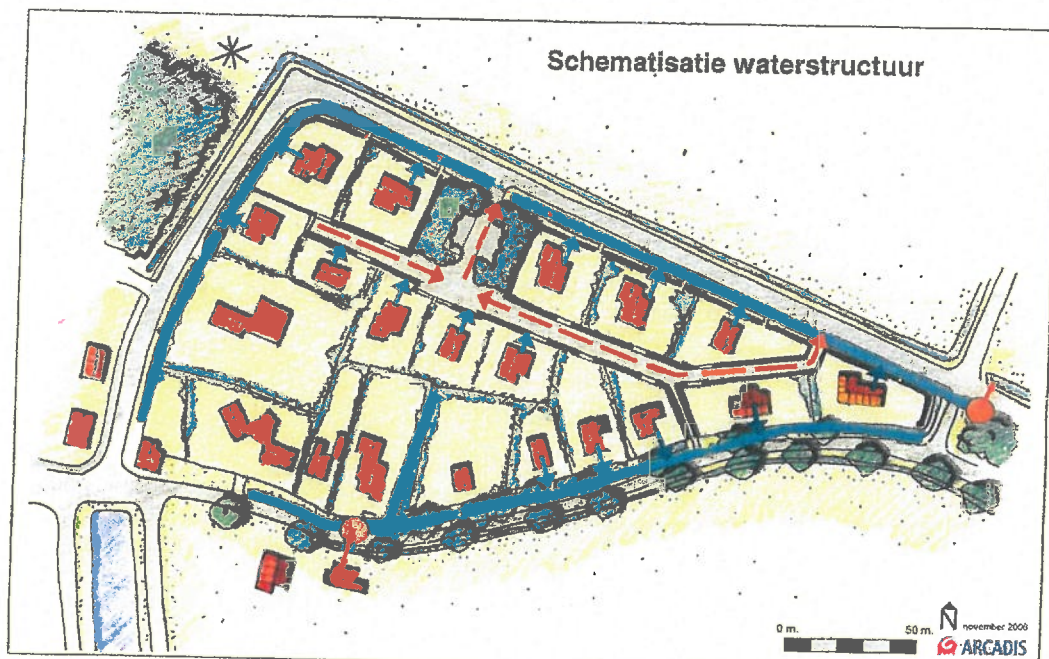 Schematisatie waterstructuur
0 m. 50 m.
N
november 2008
ARCADIS